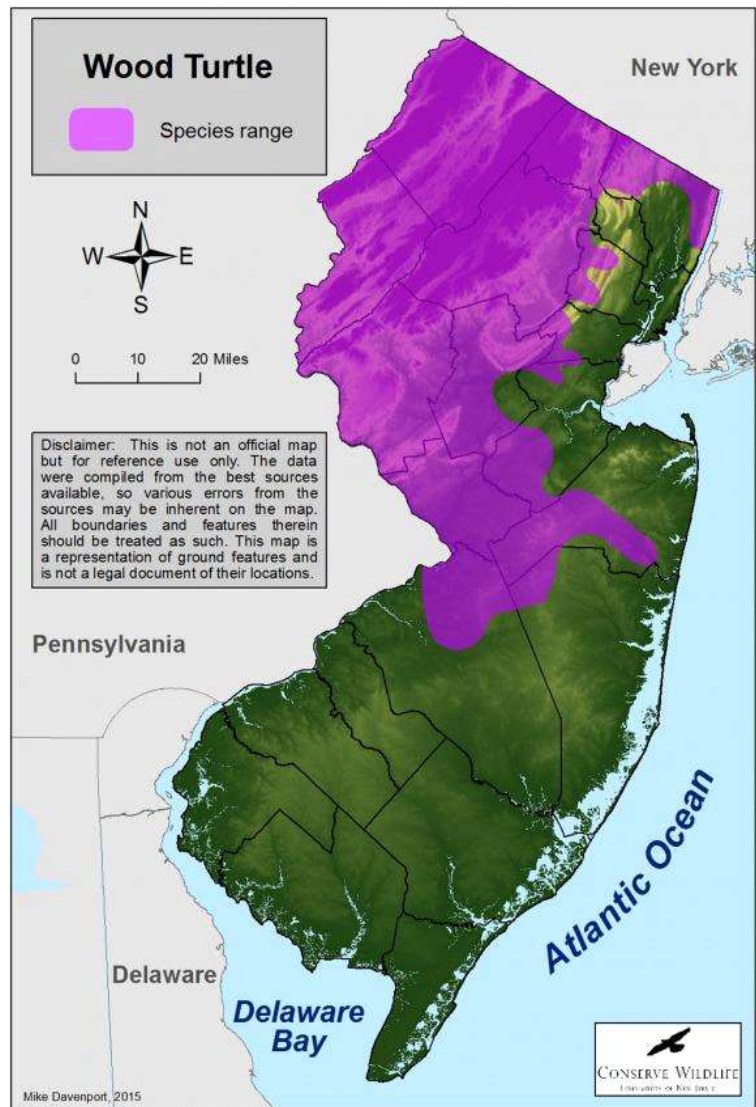 Wood Turtle
Species range
New York
N
W E
S
0 10 20 Miles
Disclaimer: This is not an official map
but for reference use only. The data
were compiled from the best sources
available, so various errors from the
sources may be inherent on the map.
All boundaries and features therein
should be treated as such. This map is
a representation of ground features and
is not a legal document of their locations.
Pennsylvania
Atlantic Ocean
Delaware
Delaware
Bay
CONSERVE WILDLIFE
FOUNDATION OF NEW JERSEY
Mike Davenport, 2015